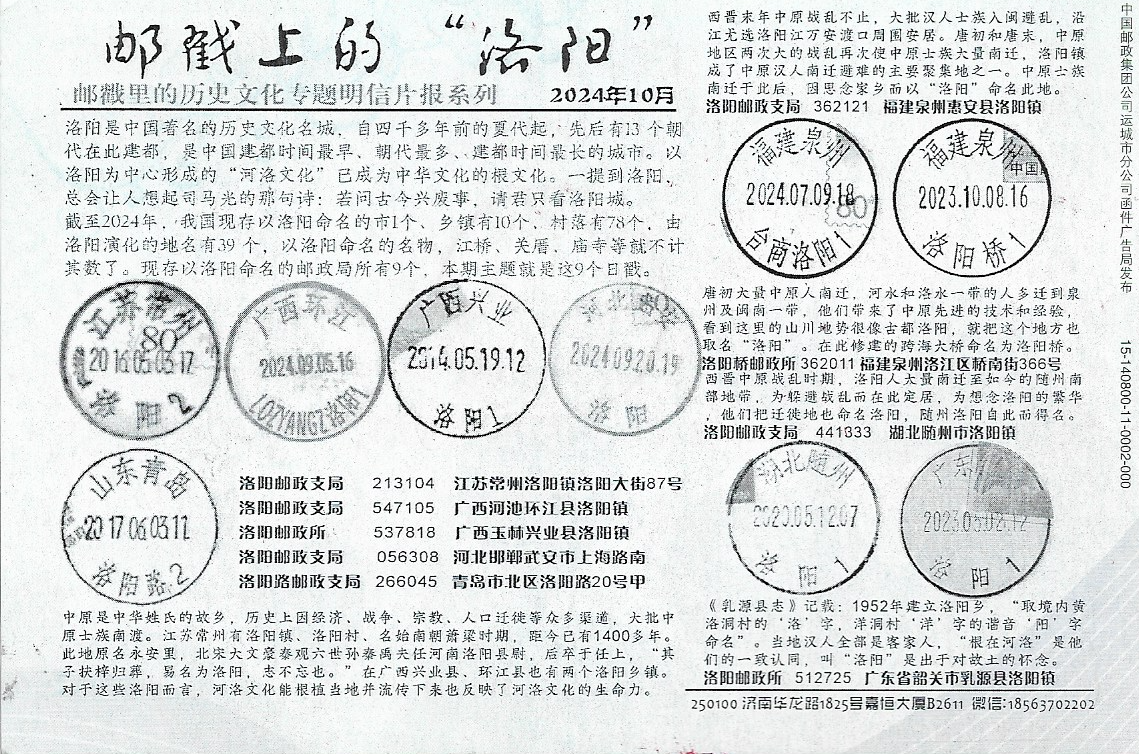 邮戳上的“洛阳”
邮戳里的历史文化专题明信片报系列 2024年10月
洛阳是中国著名的历史文化名城，自四千多年前的夏代起，先后有13个朝
代在此建都，是中国建都时间最早、朝代最多、建都时间最长的城市。以
洛阳为中心形成的“河洛文化”已成为中华文化的根文化。一提到洛阳，
总会让人想起司马光的那句诗：若问古今兴废事，请君只看洛阳城。
截至2024年，我国现存以洛阳命名的市1个、乡镇有10个、村落有78个，由
洛阳演化的地名有39个，以洛阳命名的名物，江桥、关厝、庙寺等就不计
其数了。现存以洛阳命名的邮政局所有9个，本期主题就是这9个日戳。
江苏常州
80
2016.05.03.17
洛阳2
广西环江
2024.09.05.16
LOZYANGZ洛阳1
广西兴业
2014.05.19.12
洛阳1
河北
2024.09.20.19
洛阳
山东青岛
2017.06.03.11
洛阳路2
洛阳邮政支局 213104 江苏常州洛阳镇洛阳大街87号
洛阳邮政支局 547105 广西河池环江县洛阳镇
洛阳邮政所 537818 广西玉林兴业县洛阳镇
洛阳邮政支局 056308 河北邯郸武安市上海路南
洛阳路邮政支局 266045 青岛市北区洛阳路20号甲
中原是中华姓氏的故乡，历史上因经济、战争、宗教、人口迁徙等众多渠道，大批中
原士族南渡。江苏常州有洛阳镇、洛阳村、名始南朝萧梁时期，距今已有1400多年。
此地原名永安里，北宋大文豪秦观六世孙秦禹夫任河南洛阳县尉，后卒于任上，“其
子扶梓归葬，易名为洛阳，志不忘也。”在广西兴业县、环江县也有两个洛阳乡镇。
对于这些洛阳而言，河洛文化能根植当地并流传下来也反映了河洛文化的生命力。
西晋末年中原战乱不止，大批汉人士族入闽避乱，沿
江尤选洛阳江万安渡口周围安居。唐初和唐末，中原
地区两次大的战乱再次使中原士族大量南迁，洛阳镇
成了中原汉人南迁避难的主要聚集地之一。中原士族
南迁于此后，因思念家乡而以“洛阳”命名此地。
洛阳邮政支局 362121 福建泉州惠安县洛阳镇
福建泉州
2024.07.09.18
80
台商洛阳1
福建泉州
中国
2023.10.08.16
洛阳桥1
唐初大量中原人南迁，河水和洛水一带的人多迁到泉
州及闽南一带，他们带来了中原先进的技术和经验，
看到这里的山川地势很像古都洛阳，就把这个地方也
取名“洛阳”。在此修建的跨海大桥命名为洛阳桥。
洛阳桥邮政所 362011 福建泉州洛江区桥南街366号
西晋中原战乱时期，洛阳人大量南迁至如今的随州南
部地带，为躲避战乱而在此定居，为想念洛阳的繁华
，他们把迁徙地也命名洛阳，随州洛阳自此而得名。
洛阳邮政支局 441333 湖北随州市洛阳镇
湖北随州
2020.05.12.07
洛阳1
广东
2023.03.02.12
洛阳1
《乳源县志》记载：1952年建立洛阳乡，“取境内黄
洛洞村的‘洛’字，洋洞村‘洋’字的谐音‘阳’字
命名”。当地汉人全部是客家人，“根在河洛”是他
们的一致认同，叫“洛阳”是出于对故土的怀念。
洛阳邮政所 512725 广东省韶关市乳源县洛阳镇
250100 济南华龙路1825号嘉恒大厦B2611 微信:18563702202
中国邮政集团公司运城市分公司函件广告局发布
15-140800-11-0002-000